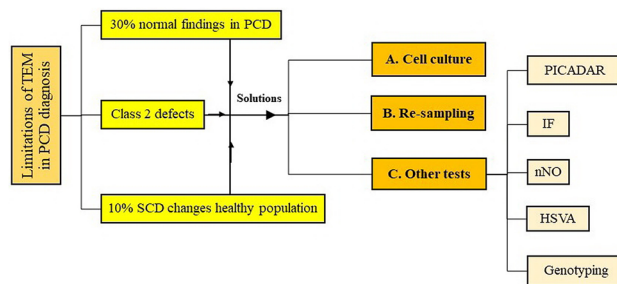 Limitations of TEM
in PCD diagnosis
30% normal findings in PCD
Class 2 defects
10% SCD changes healthy population
Solutions
A. Cell culture
B. Re-sampling
C. Other tests
PICADAR
IF
nNO
HSVA
Genotyping